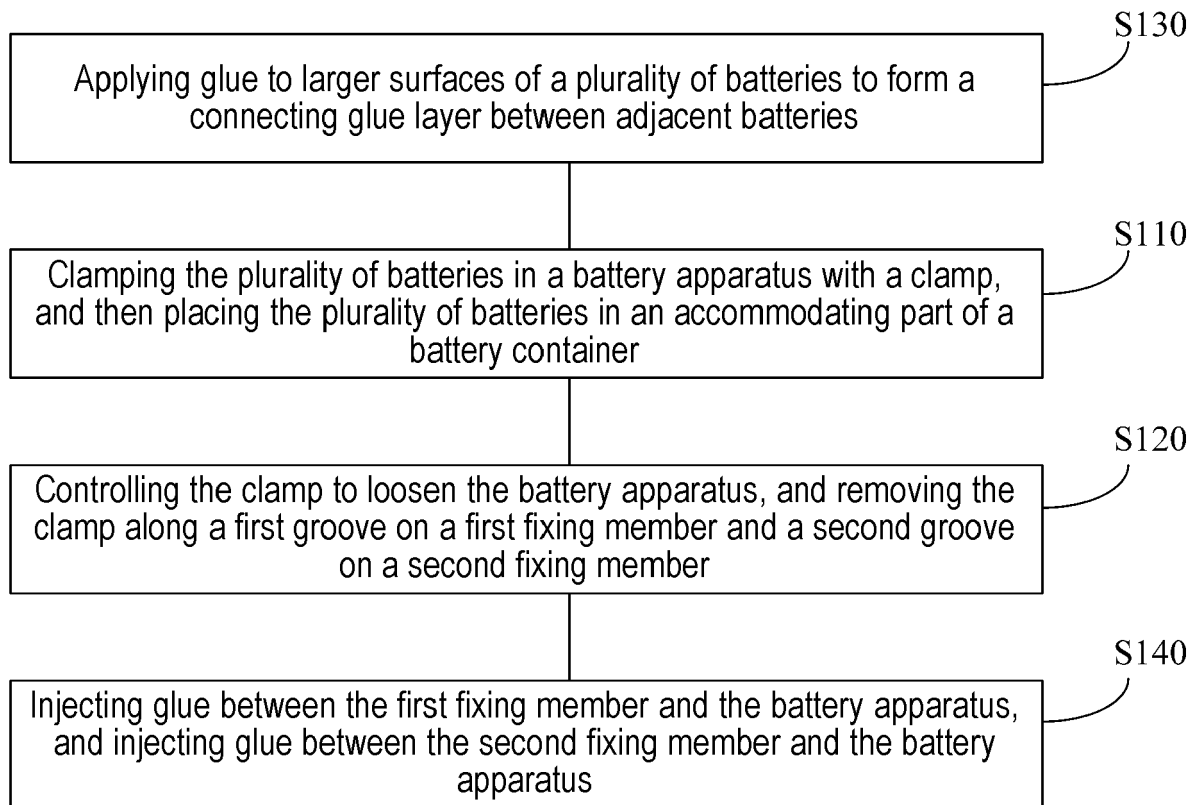 S130
Applying glue to larger surfaces of a plurality of batteries to form a
connecting glue layer between adjacent batteries
S110
Clamping the plurality of batteries in a battery apparatus with a clamp,
and then placing the plurality of batteries in an accommodating part of a
battery container
S120
Controlling the clamp to loosen the battery apparatus, and removing the
clamp along a first groove on a first fixing member and a second groove
on a second fixing member
S140
Injecting glue between the first fixing member and the battery apparatus,
and injecting glue between the second fixing member and the battery
apparatus